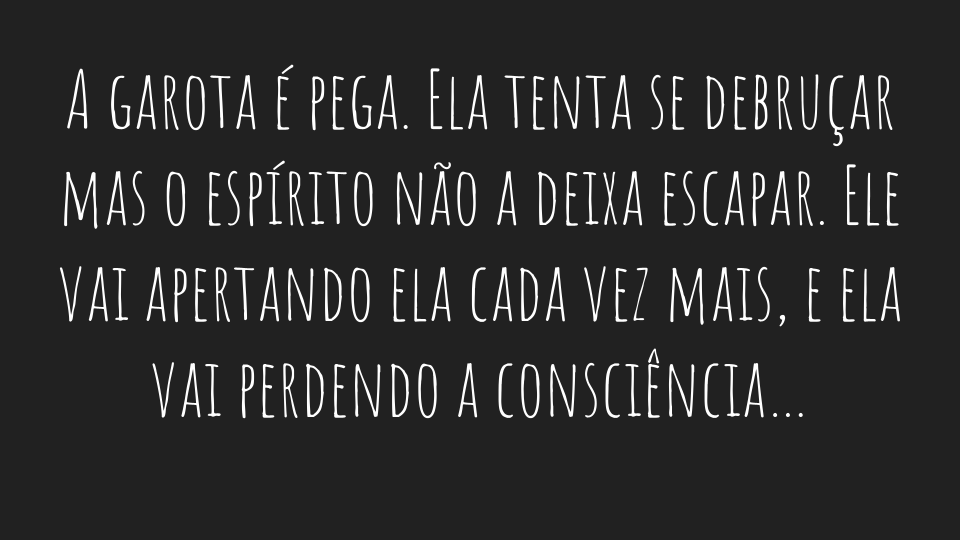 A garota é pega. Ela tenta se debruçar
mas o espírito não a deixa escapar. Ele
vai apertando ela cada vez mais, e ela
vai perdendo a consciência...